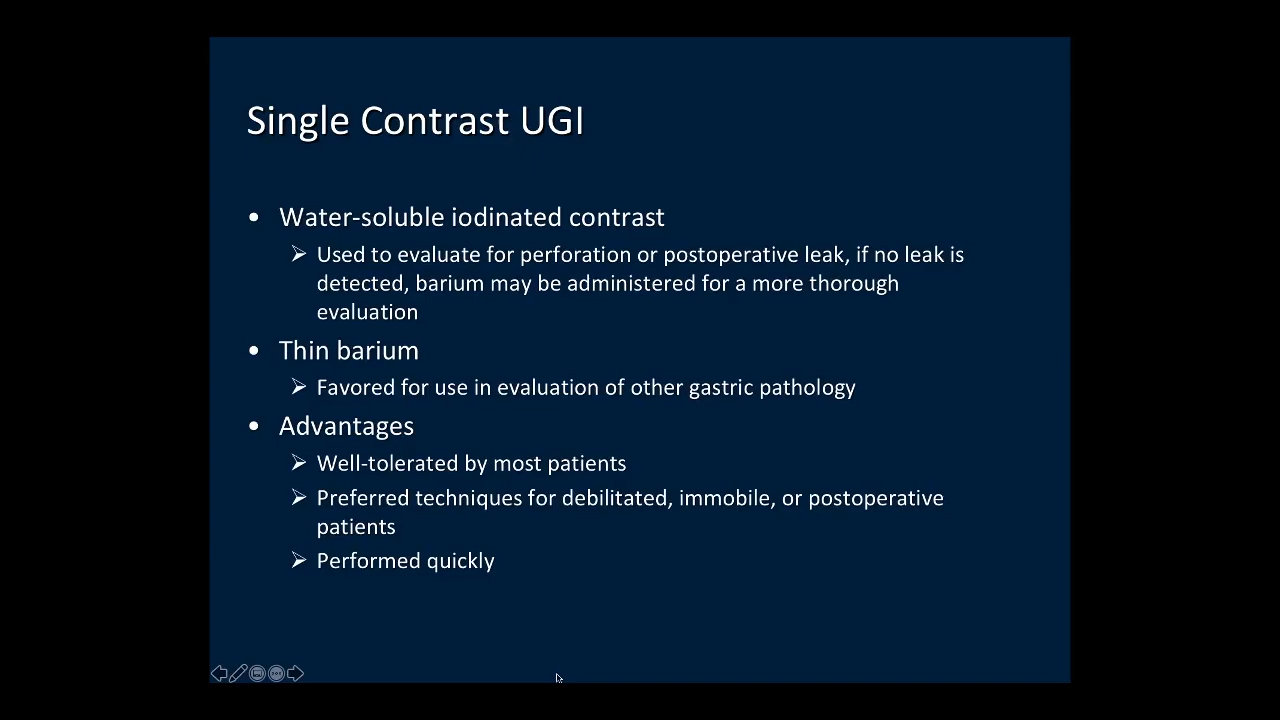 Single Contrast UGI
• Water-soluble iodinated contrast
➢ Used to evaluate for perforation or postoperative leak, if no leak is
detected, barium may be administered for a more thorough
evaluation
• Thin barium
➢ Favored for use in evaluation of other gastric pathology
• Advantages
➢ Well-tolerated by most patients
➢ Preferred techniques for debilitated, immobile, or postoperative
patients
➢ Performed quickly